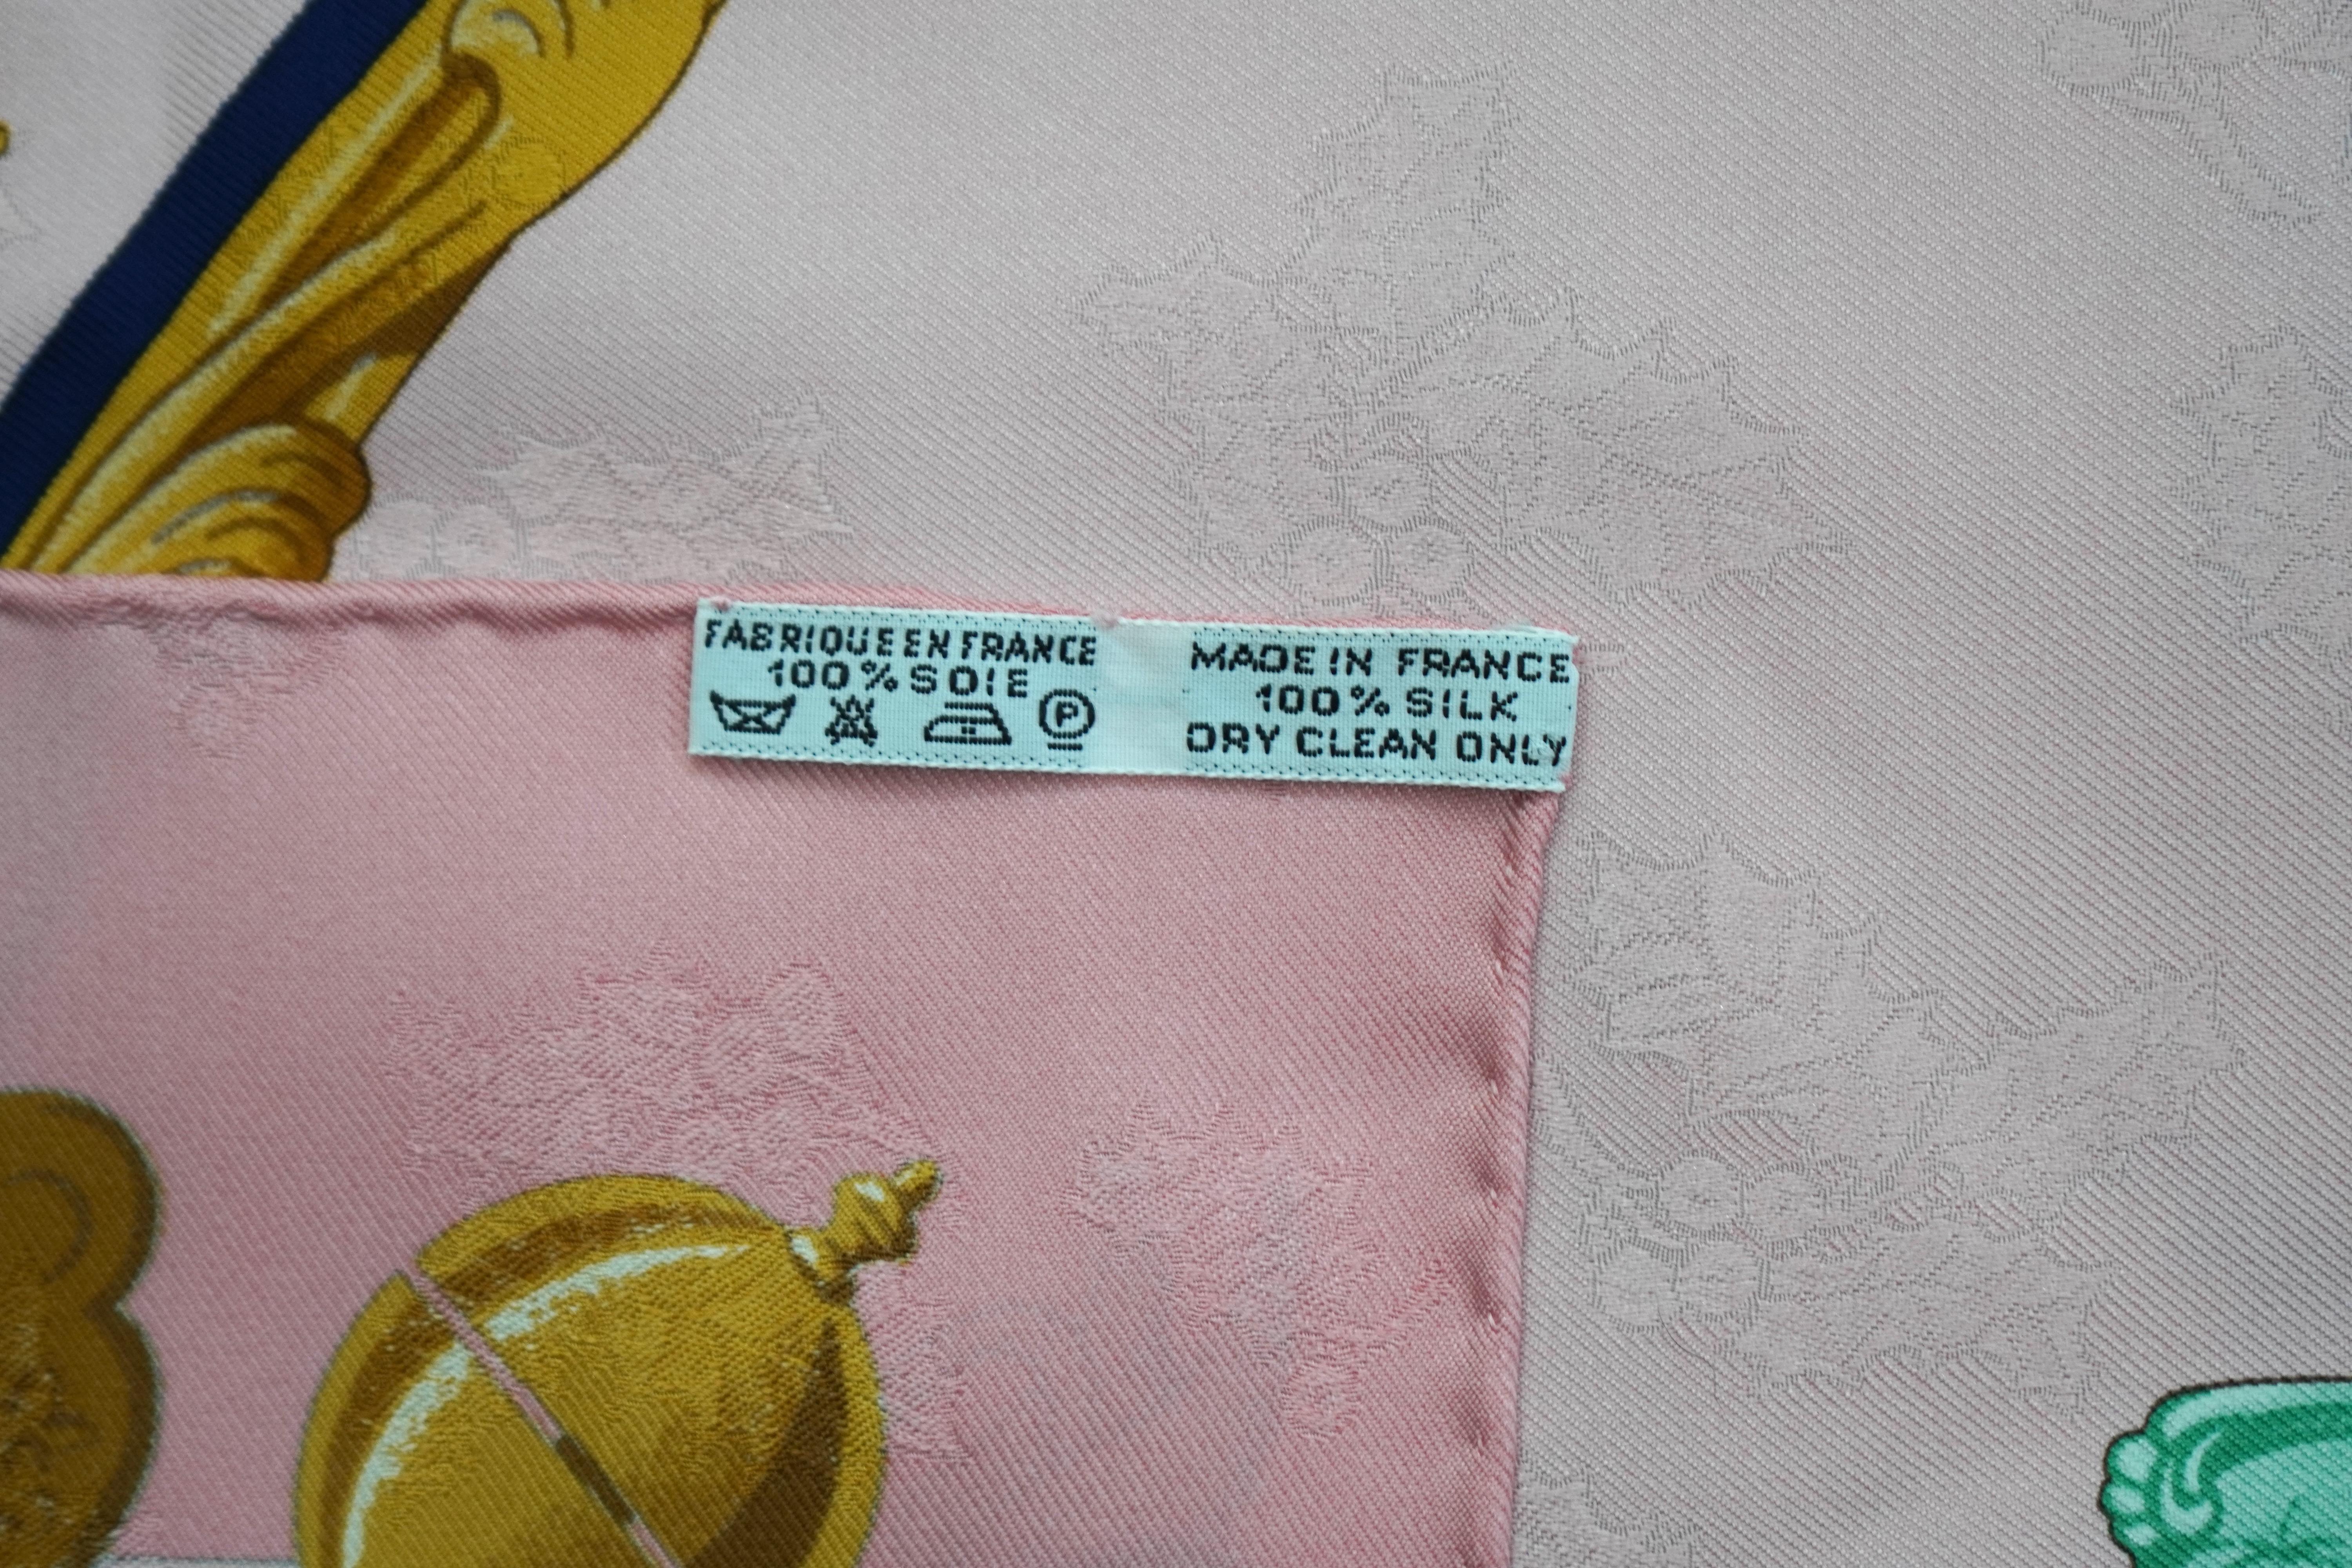 FABRIQUE EN FRANCE
100% SOIE
P
MADE IN FRANCE
100% SILK
DRY CLEAN ONLY